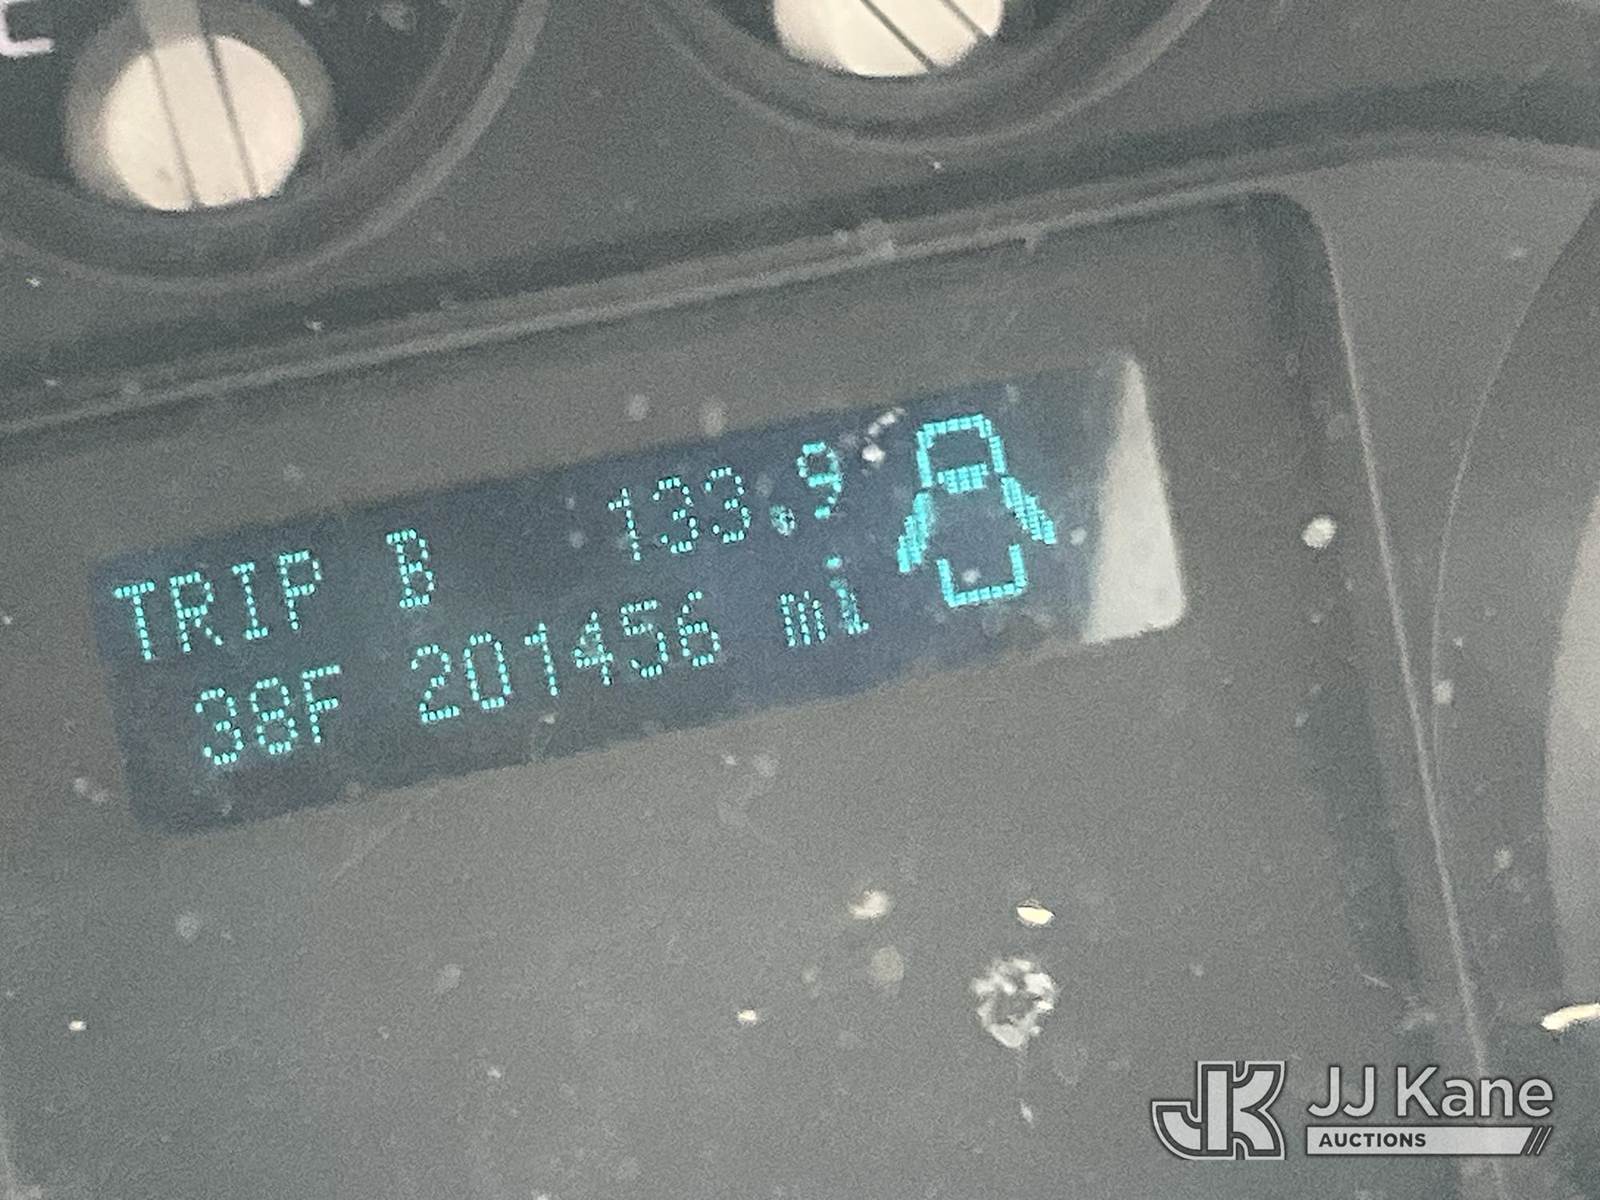 TRIP B 133.9
38F 201456 mi
JK JJ Kane
AUCTIONS